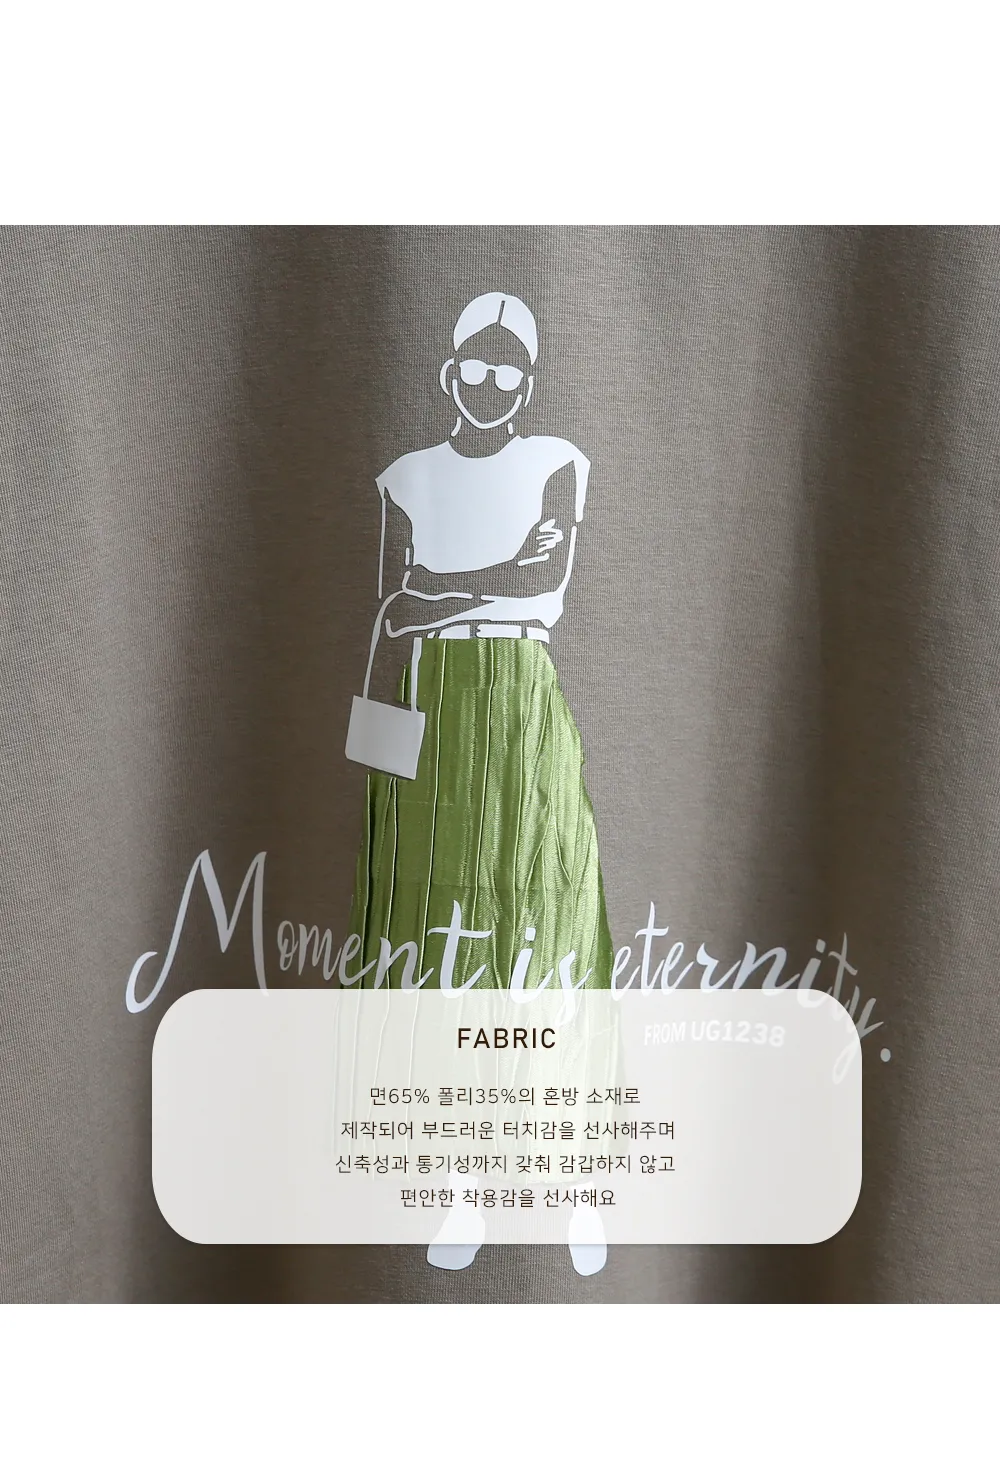 Moment is eternity.
FROM UG1238
FABRIC
면65% 폴리35%의 혼방 소재로
제작되어 부드러운 터치감을 선사해주며
신축성과 통기성까지 갖춰 감갑하지 않고
편안한 착용감을 선사해요